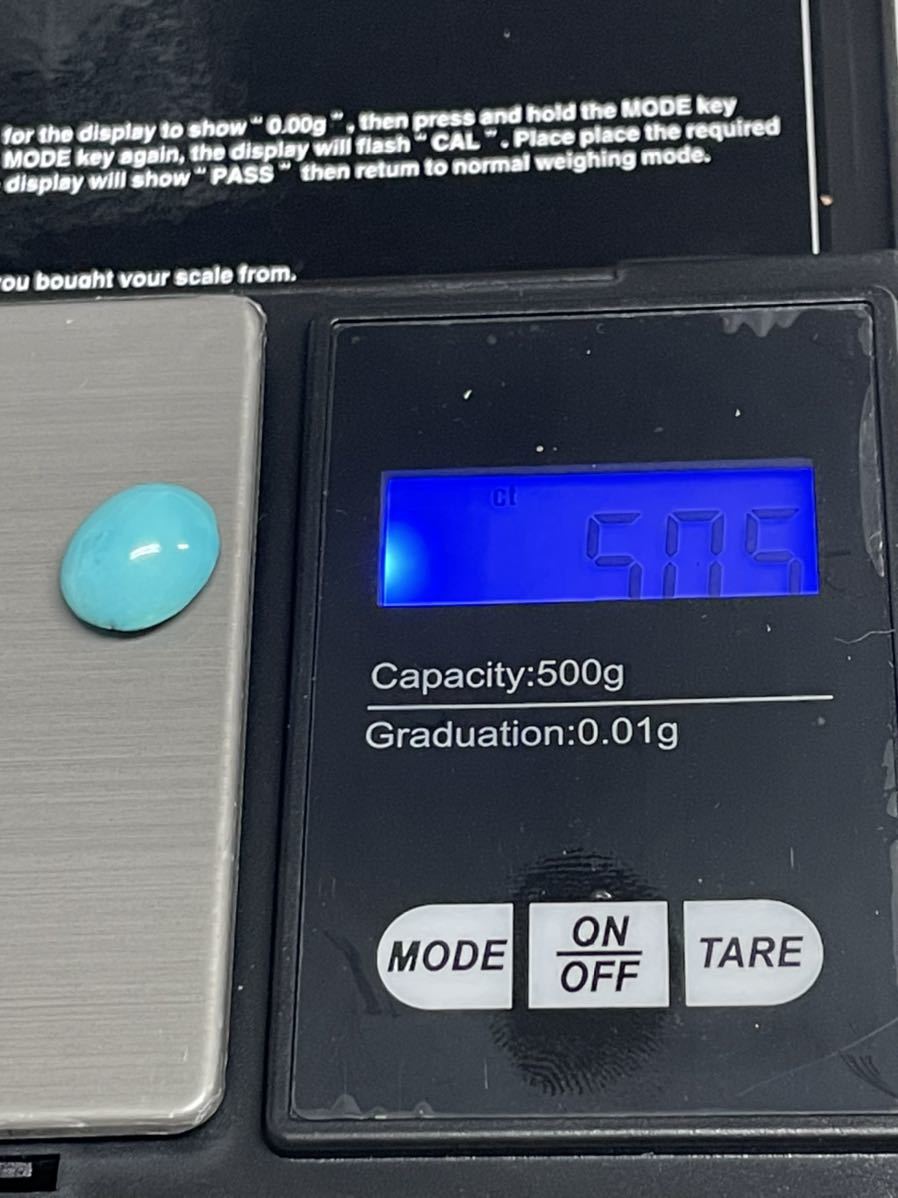 for the display to show " 0.00g ", then press and hold the MODE key
MODE key again, the display will flash " CAL ". Place place the required
display will show " PASS " then return to normal weighing mode.
ou bought your scale from.
ct
505
Capacity:500g
Graduation:0.01g
MODE
ON
OFF
TARE